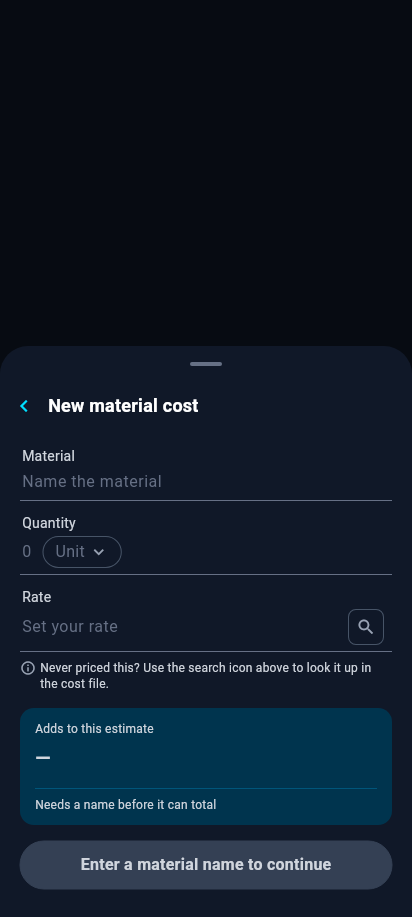 New material cost
Material
Name the material
Quantity
0 Unit
Rate
Set your rate
Never priced this? Use the search icon above to look it up in
the cost file.
Adds to this estimate
—
Needs a name before it can total
Enter a material name to continue